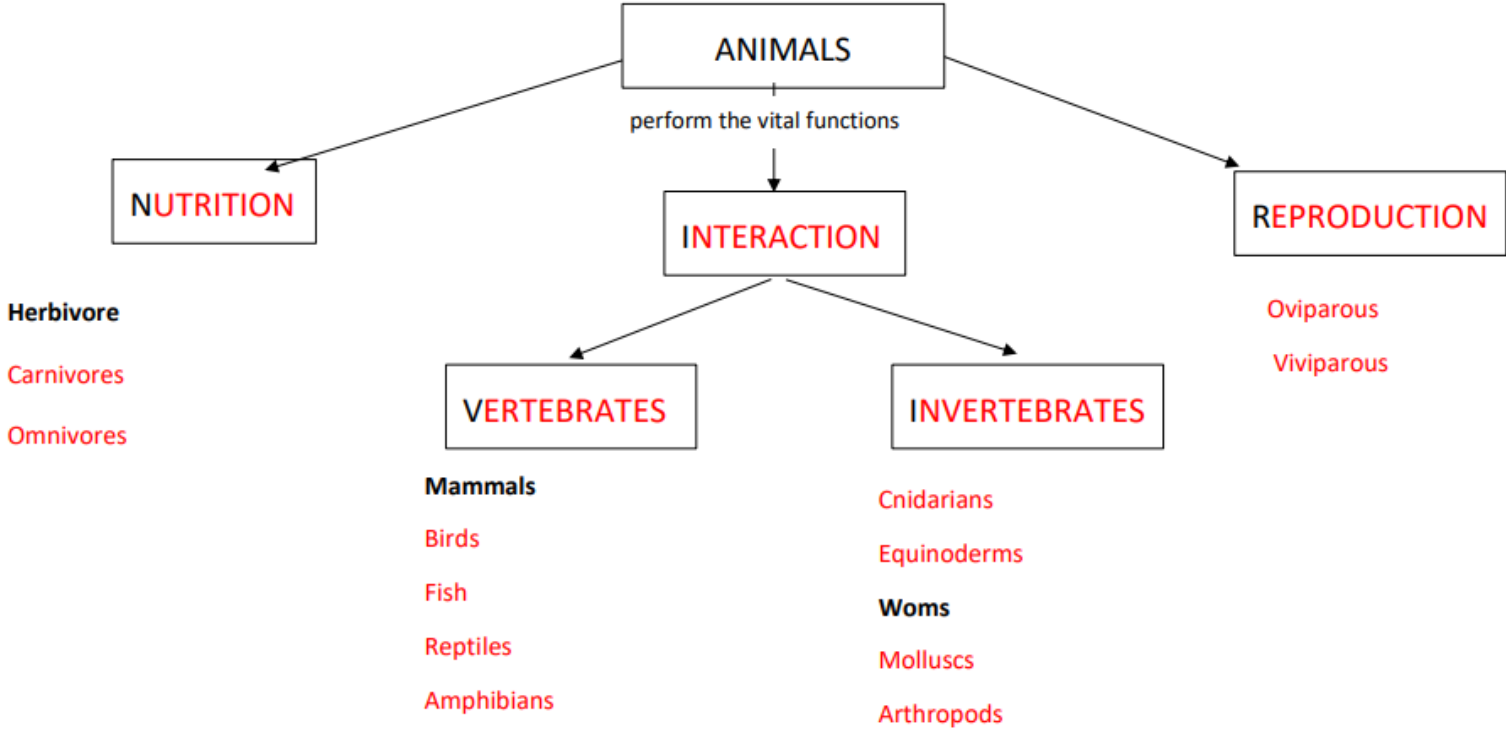 ANIMALS
perform the vital functions
NUTRITION
INTERACTION
REPRODUCTION
Herbivore
Carnivores
Omnivores
Oviparous
Viviparous
VERTEBRATES
INVERTEBRATES
Mammals
Birds
Fish
Reptiles
Amphibians
Cnidarians
Equinoderms
Woms
Molluscs
Arthropods